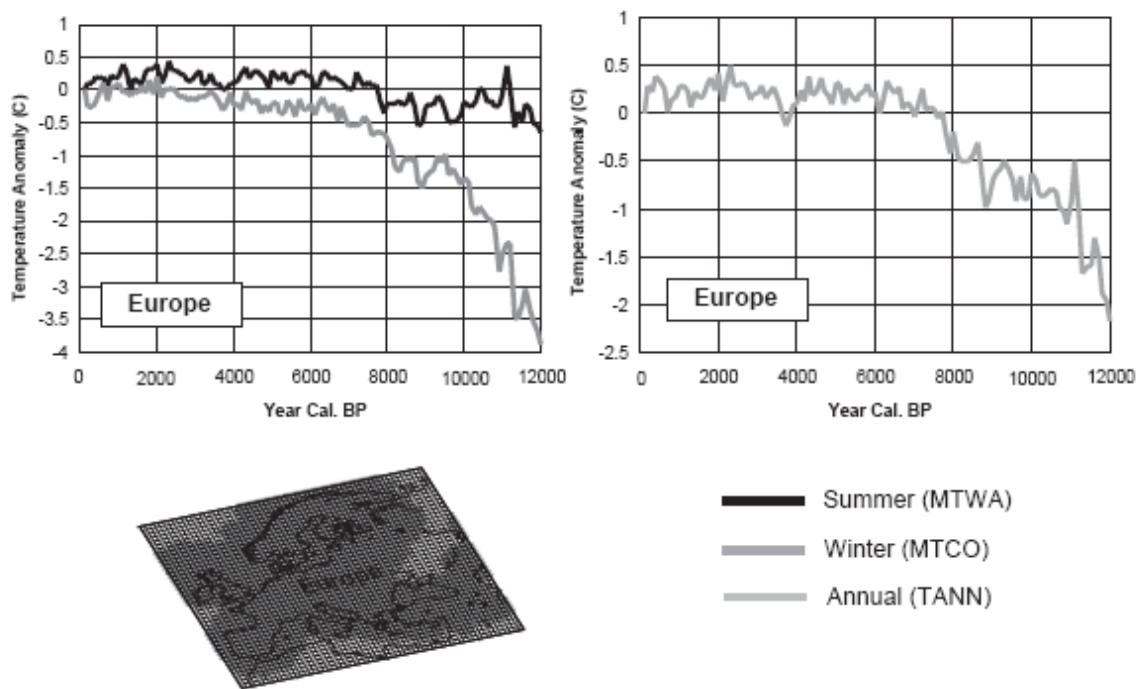 1
0.5
0
-0.5
-1
-1.5
-2
-2.5
-3
-3.5
-4
Temperature Anomaly (C)
Europe
0 2000 4000 6000 8000 10000 12000
Year Cal. BP
1
0.5
0
-0.5
-1
-1.5
-2
-2.5
Temperature Anomaly (C)
Europe
0 2000 4000 6000 8000 10000 12000
Year Cal. BP
Europe
Summer (MTWA)
Winter (MTCO)
Annual (TANN)